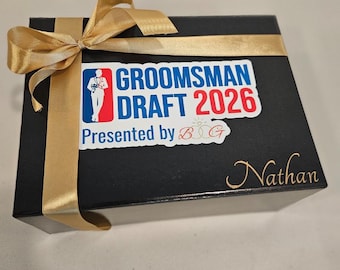 GROOMSMAN
DRAFT 2026
Presented by B G
Nathan